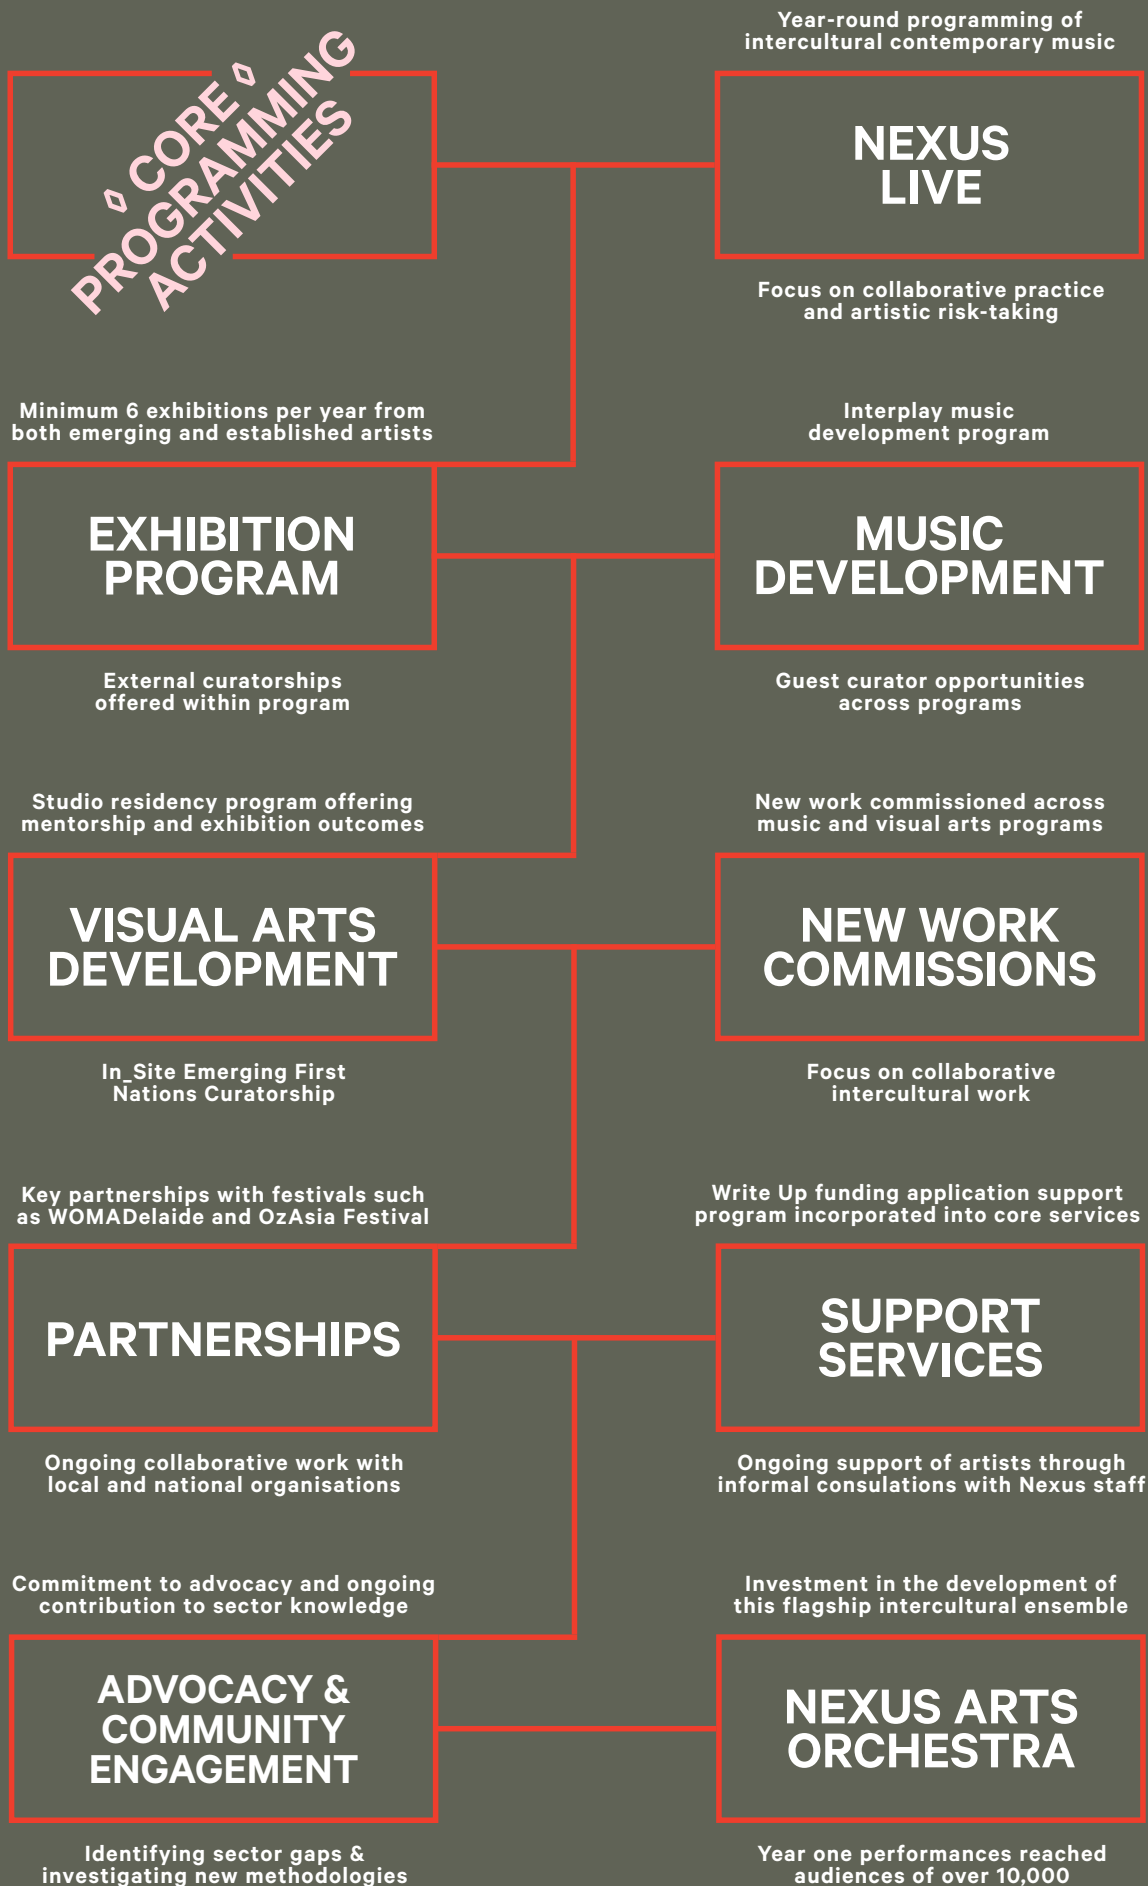 ◊ CORE ◊
PROGRAMMING
ACTIVITIES
Year-round programming of
intercultural contemporary music
NEXUS
LIVE
Focus on collaborative practice
and artistic risk-taking
Minimum 6 exhibitions per year from
both emerging and established artists
EXHIBITION
PROGRAM
External curatorships
offered within program
Interplay music
development program
MUSIC
DEVELOPMENT
Guest curator opportunities
across programs
Studio residency program offering
mentorship and exhibition outcomes
VISUAL ARTS
DEVELOPMENT
In_Site Emerging First
Nations Curatorship
New work commissioned across
music and visual arts programs
NEW WORK
COMMISSIONS
Focus on collaborative
intercultural work
Key partnerships with festivals such
as WOMADelaide and OzAsia Festival
PARTNERSHIPS
Ongoing collaborative work with
local and national organisations
Write Up funding application support
program incorporated into core services
SUPPORT
SERVICES
Ongoing support of artists through
informal consulations with Nexus staff
Commitment to advocacy and ongoing
contribution to sector knowledge
ADVOCACY &
COMMUNITY
ENGAGEMENT
Identifying sector gaps &
investigating new methodologies
Investment in the development of
this flagship intercultural ensemble
NEXUS ARTS
ORCHESTRA
Year one performances reached
audiences of over 10,000